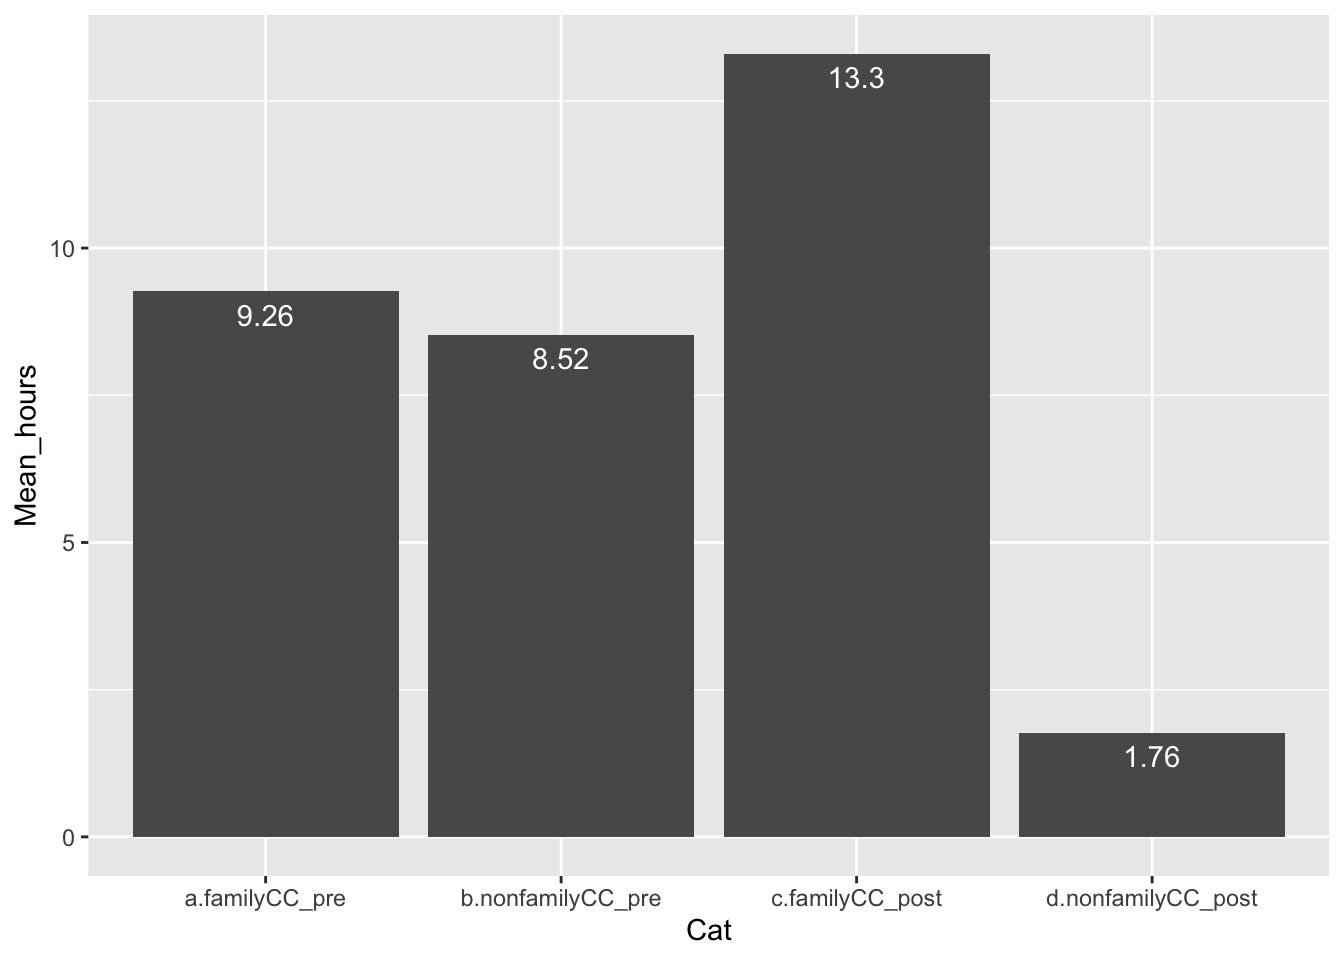 13.3
10
9.26
8.52
Mean_hours
5
1.76
0
a.familyCC_pre
b.nonfamilyCC_pre
c.familyCC_post
d.nonfamilyCC_post
Cat